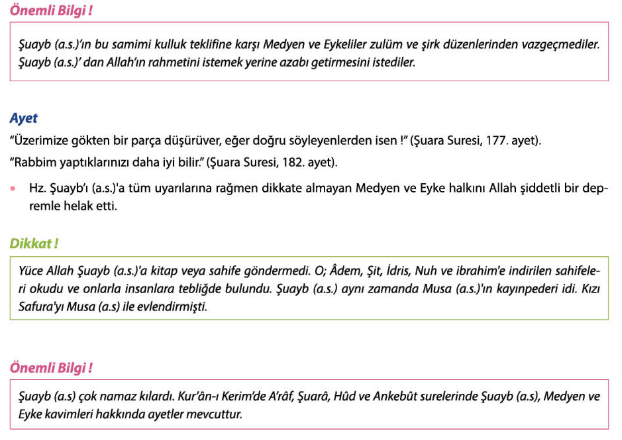 Önemli Bilgi !
Şuayb (a.s.)’ın bu samimi kulluk teklifine karşı Medyen ve Eykeliler zülüm ve şirk düzenlerinden vazgeçmediler.
Şuayb (a.s.)’ dan Allah’ın rahmetini istemek yerine azabı getirmesini istediler.
Ayet
“Üzerimize gökten bir parça düşürüver, eğer doğru söyleyenlerden isen !” (Şuara Suresi, 177. ayet).
“Rabbim yaptıklarınızı daha iyi bilir.” (Şuara Suresi, 182. ayet).
• Hz. Şuayb’ı (a.s.)'a tüm uyarılarına rağmen dikkate almayan Medyen ve Eyke halkını Allah şiddetli bir dep-
remle helak etti.
Dikkat !
Yüce Allah Şuayb (a.s.)'a kitap veya sahife göndermedi. O; Âdem, Şit, İdris, Nuh ve ibrahim'e indirilen sahifele-
ri okudu ve onlarla insanlara tebliğde bulundu. Şuayb (a.s.) aynı zamanda Musa (a.s.)'ın kayınpederi idi. Kızı
Safura'yı Musa (a.s) ile evlendirmişti.
Önemli Bilgi !
Şuayb (a.s) çok namaz kılardı. Kur’ân-ı Kerim’de A’râf, Şuarâ, Hûd ve Ankebût surelerinde Şuayb (a.s), Medyen ve
Eyke kavimleri hakkında ayetler mevcuttur.